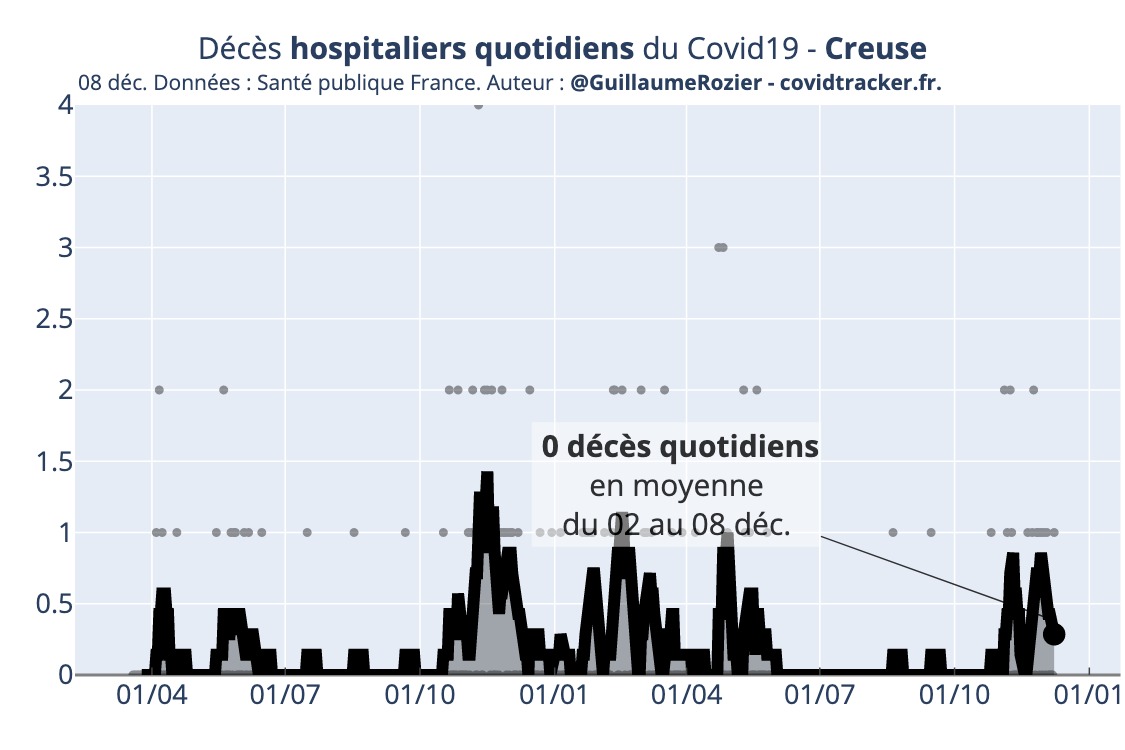 Décès hospitaliers quotidiens du Covid19 - Creuse
08 déc. Données : Santé publique France. Auteur : @GuillaumeRozier - covidtracker.fr.
4
3.5
3
2.5
2
1.5
1
0.5
0
0 décès quotidiens
en moyenne
du 02 au 08 déc.
01/04 01/07 01/10 01/01 01/04 01/07 01/10 01/01